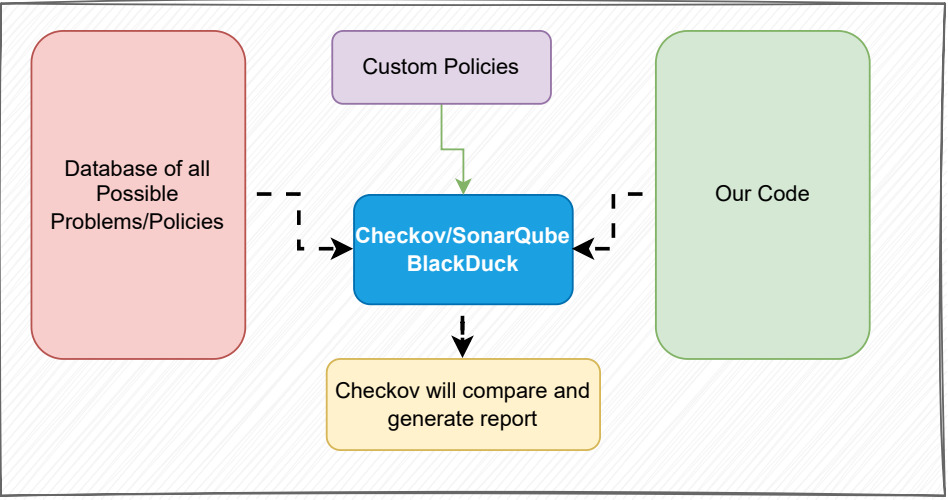 Custom Policies
Database of all
Possible
Problems/Policies
Our Code
Checkov/SonarQube
BlackDuck
Checkov will compare and
generate report